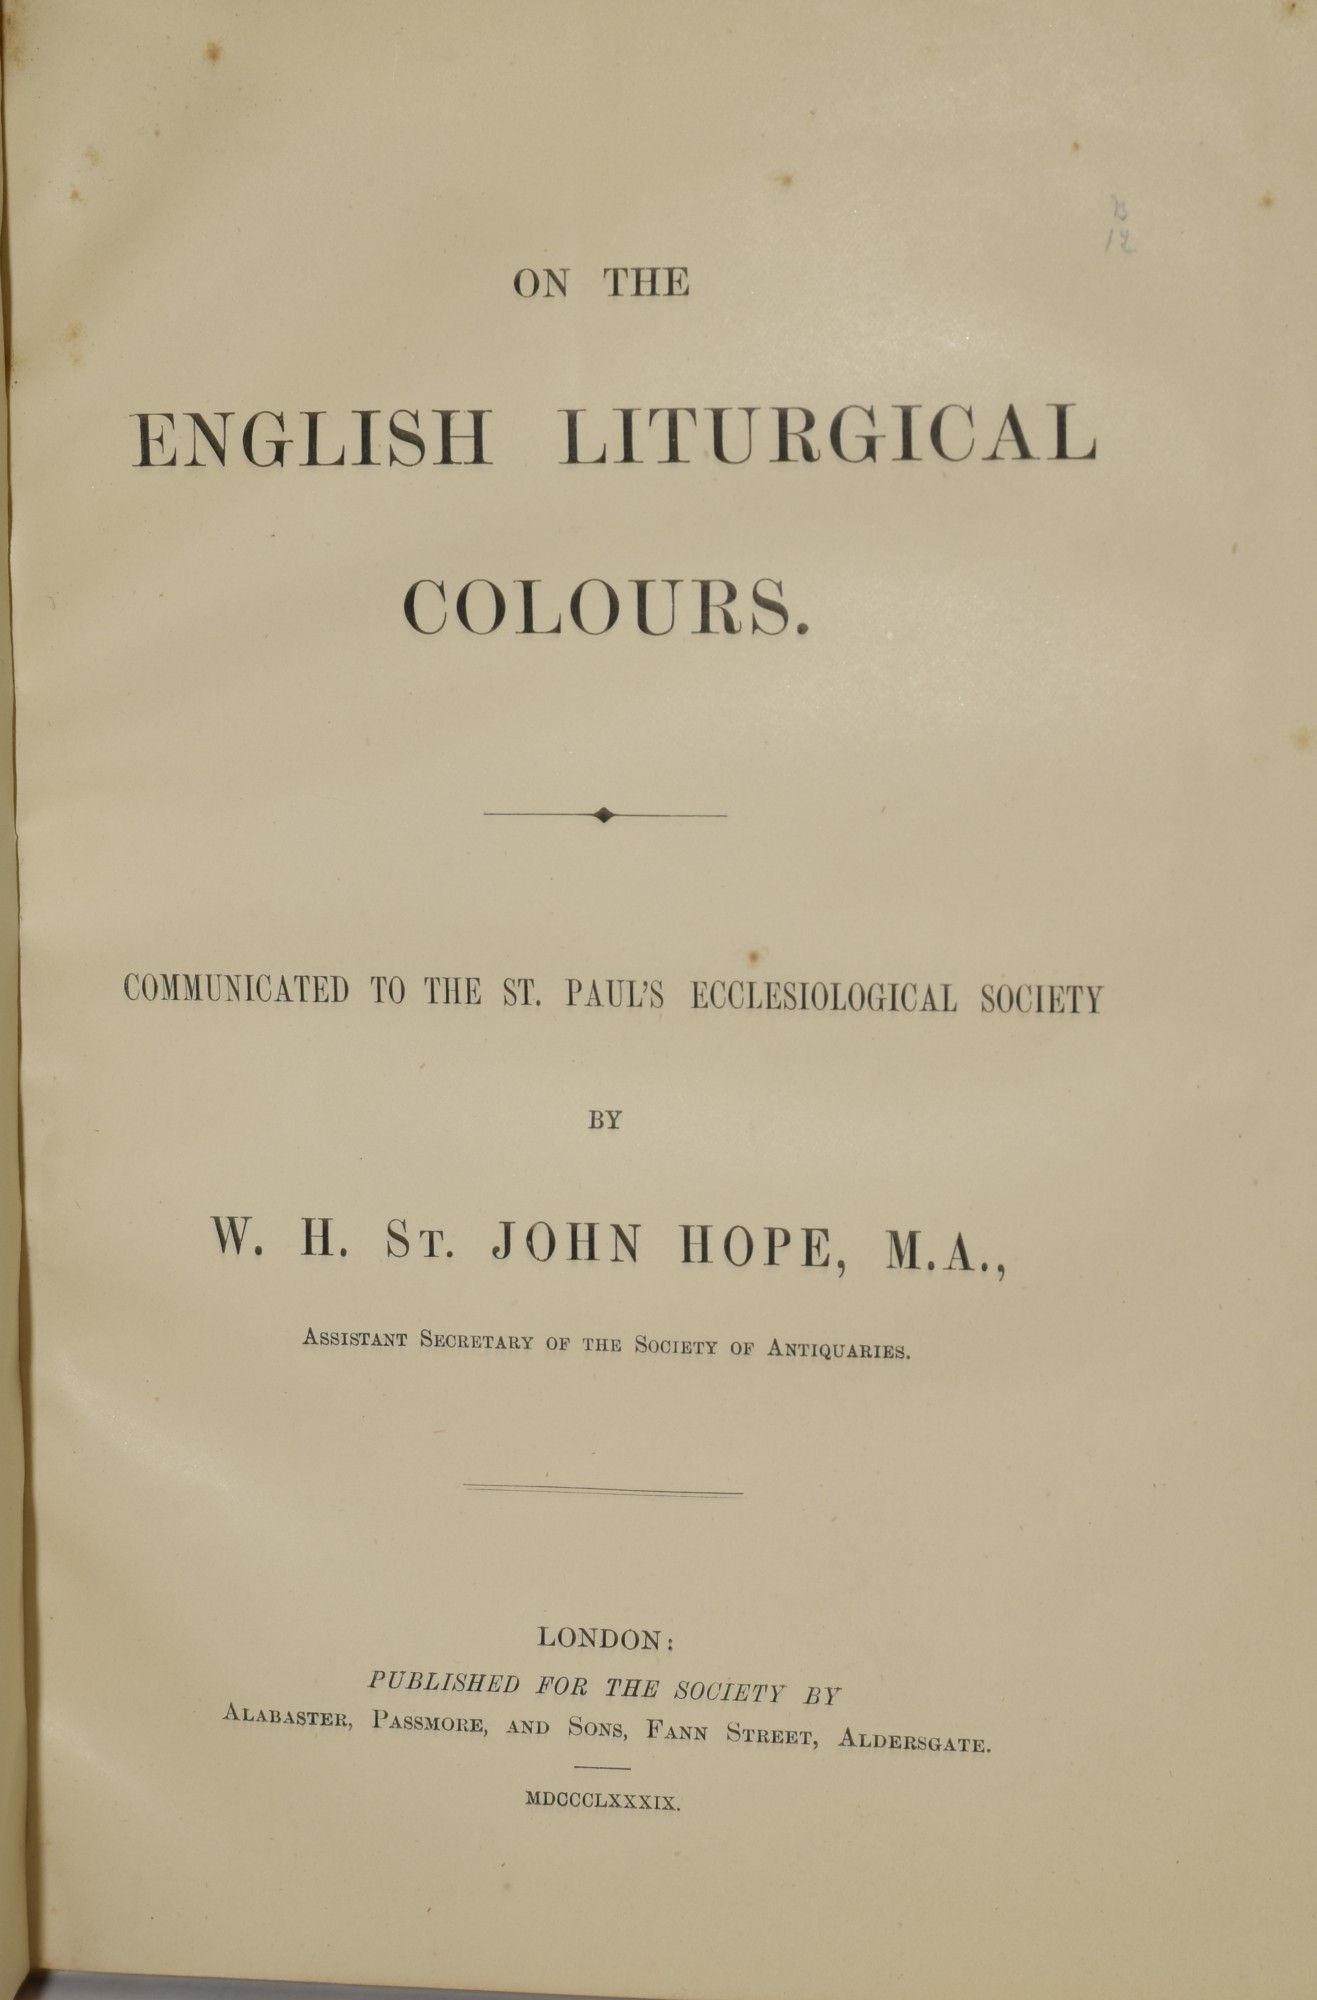 ON THE
ENGLISH LITURGICAL
COLOURS.
COMMUNICATED TO THE ST. PAUL'S ECCLESIOLOGICAL SOCIETY
BY
W. H. ST. JOHN HOPE, M.A.,
ASSISTANT SECRETARY OF THE SOCIETY OF ANTIQUARIES.
LONDON:
PUBLISHED FOR THE SOCIETY BY
ALABASTER, PASSMORE, AND SONS, FANN STREET, ALDERSGATE.
MDCCCLXXXIX.